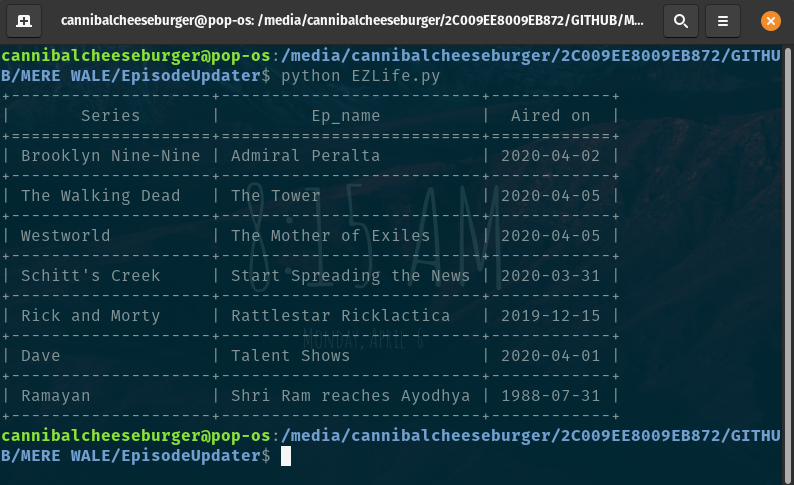 cannibalcheeseburger@pop-os: /media/cannibalcheeseburger/2C009EE8009EB872/GITHUB/M...
cannibalcheeseburger@pop-os:/media/cannibalcheeseburger/2C009EE8009EB872/GITHU
B/MERE WALE/EpisodeUpdater$ python EZLife.py
+--------------------+--------------------------+------------+
| Series | Ep_name | Aired on |
+====================+==========================+============+
| Brooklyn Nine-Nine | Admiral Peralta | 2020-04-02 |
+--------------------+--------------------------+------------+
| The Walking Dead | The Tower | 2020-04-05 |
+--------------------+--------------------------+------------+
| Westworld | The Mother of Exiles | 2020-04-05 |
+--------------------+--------------------------+------------+
| Schitt's Creek | Start Spreading the News | 2020-03-31 |
+--------------------+--------------------------+------------+
| Rick and Morty | Rattlestar Ricklactica | 2019-12-15 |
+--------------------+--------------------------+------------+
| Dave | Talent Shows | 2020-04-01 |
+--------------------+--------------------------+------------+
| Ramayan | Shri Ram reaches Ayodhya | 1988-07-31 |
+--------------------+--------------------------+------------+
cannibalcheeseburger@pop-os:/media/cannibalcheeseburger/2C009EE8009EB872/GITHU
B/MERE WALE/EpisodeUpdater$
8:15 AM
MONDAY, APRIL 6